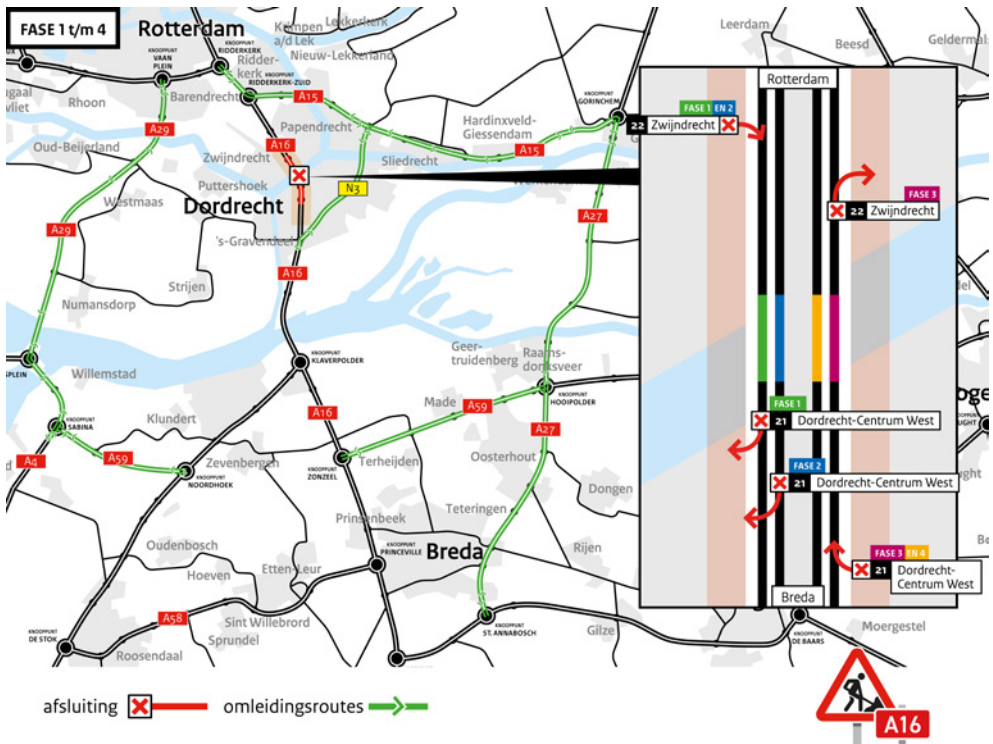 FASE 1 t/m 4
Rotterdam
KNOOPPUNT
VAAN
PLEIN
KNOOPPUNT
RIDDERKERK
Ridder-
kerk
KNOOPPUNT
RIDDERKERK-ZUID
Krimpen
a/d Lek
Lekkerkerk
Nieuw-Lekkerland
Leerdam
Beesd
Geldermal
Rhoon
Barendrecht
A15
Papendrecht
Hardinxveld-
Giessendam
KNOOPPUNT
GORINCHEM
A29
Oud-Beijerland
Zwijndrecht
A16
Sliedrecht
A15
Puttershoek
Dordrecht
N3
Westmaas
A29
's-Gravendeel
A27
A16
Strijen
Numansdorp
SPLEIN
Willemstad
KNOOPPUNT
KLAVERPOLDER
Geer-
truidenberg
Raams-
donksveer
KNOOPPUNT
HOOIPOLDER
Klundert
A16
Made
A59
KNOOPPUNT
SABINA
A4
A59
A27
Zevenbergen
KNOOPPUNT
NOORDHOEK
KNOOPPUNT
ZONZEEL
Terheijden
Oosterhout
Dongen
Prinsenbeek
Teteringen
Oudenbosch
KNOOPPUNT
PRINCEVILLE
Breda
Rijen
Hoeven
Etten-Leur
A58
Sint Willebrord
Sprundel
KNOOPPUNT
DE STOK
Roosendaal
KNOOPPUNT
ST. ANNABOSCH
Gilze
KNOOPPUNT
DE BAARS
Moergestel
Rotterdam
FASE 1 EN 2
22 Zwijndrecht
FASE 3
22 Zwijndrecht
FASE 1
21 Dordrecht-Centrum West
FASE 2
21 Dordrecht-Centrum West
FASE 3 EN 4
21 Dordrecht-
Centrum West
Breda
afsluiting
omleidingsroutes
A16